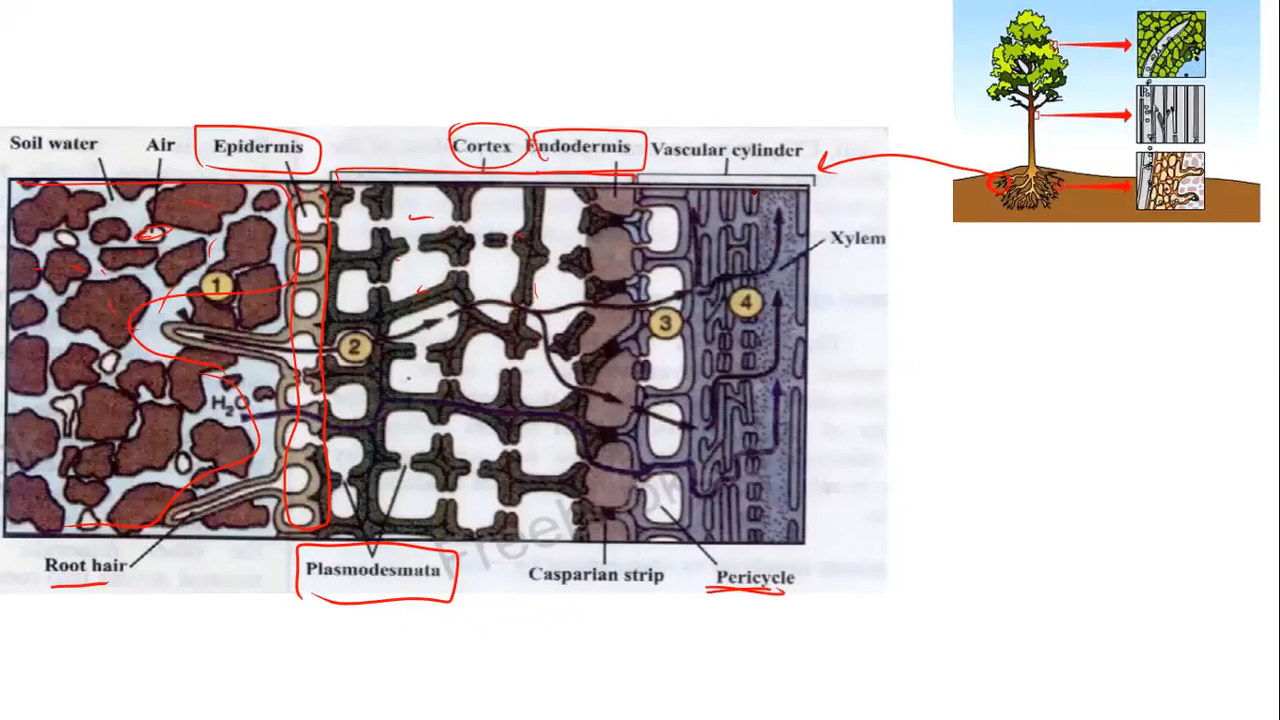 Soil water
Air
Epidermis
Cortex
Endodermis
Vascular cylinder
Xylem
1
2
3
4
H₂O
Root hair
Plasmodesmata
Casparian strip
Pericycle